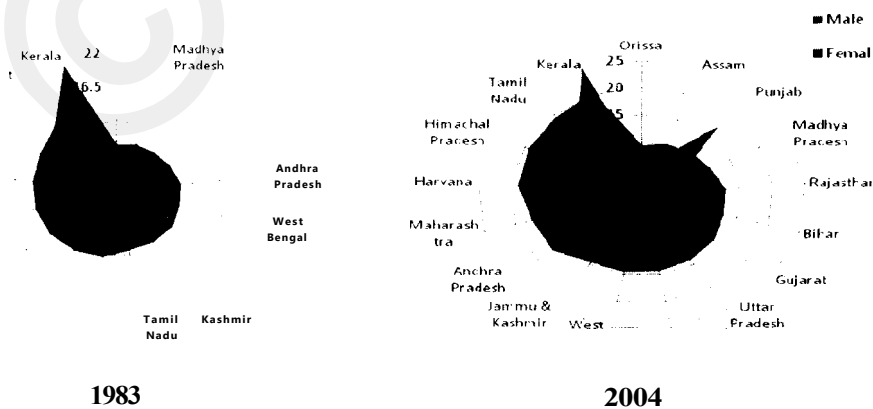 Male
Femal
Kerala 22
Madhya
Pradesh
t
16.5
Andhra
Pradesh
West
Bengal
Tamil
Nadu
Kashmir
1983
Orissa
25
20
15
Assam
Punjab
Madhya
Pradesh
Rajasthan
Bihar
Gujarat
Uttar
Pradesh
West
Jammu &
Kashmir
Andhra
Pradesh
Maharash
tra
Haryana
Himachal
Pradesh
Tamil
Nadu
Kerala
2004